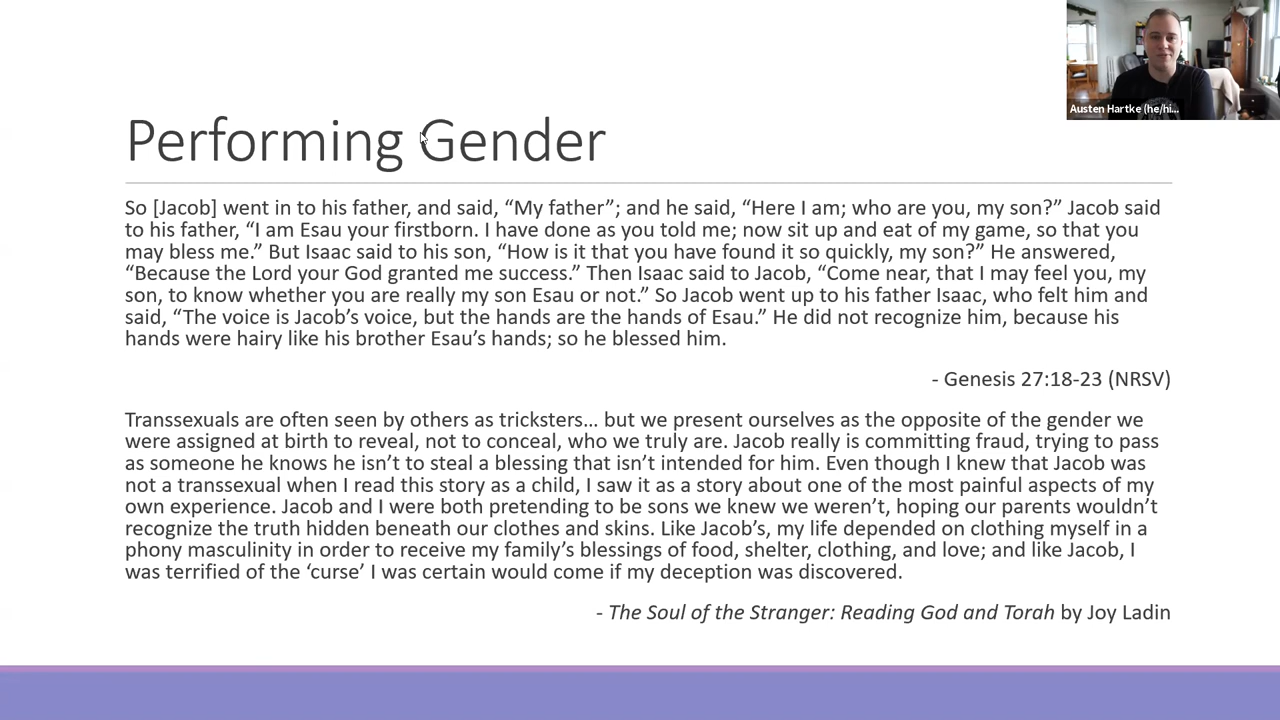 Austen Hartke (he/hi...
Performing Gender
So [Jacob] went in to his father, and said, “My father”; and he said, “Here I am; who are you, my son?” Jacob said
to his father, “I am Esau your firstborn. I have done as you told me; now sit up and eat of my game, so that you
may bless me.” But Isaac said to his son, “How is it that you have found it so quickly, my son?” He answered,
“Because the Lord your God granted me success.” Then Isaac said to Jacob, “Come near, that I may feel you, my
son, to know whether you are really my son Esau or not.” So Jacob went up to his father Isaac, who felt him and
said, “The voice is Jacob’s voice, but the hands are the hands of Esau.” He did not recognize him, because his
hands were hairy like his brother Esau’s hands; so he blessed him.
- Genesis 27:18-23 (NRSV)
Transsexuals are often seen by others as tricksters… but we present ourselves as the opposite of the gender we
were assigned at birth to reveal, not to conceal, who we truly are. Jacob really is committing fraud, trying to pass
as someone he knows he isn’t to steal a blessing that isn’t intended for him. Even though I knew that Jacob was
not a transsexual when I read this story as a child, I saw it as a story about one of the most painful aspects of my
own experience. Jacob and I were both pretending to be sons we knew we weren’t, hoping our parents wouldn’t
recognize the truth hidden beneath our clothes and skins. Like Jacob’s, my life depended on clothing myself in a
phony masculinity in order to receive my family’s blessings of food, shelter, clothing, and love; and like Jacob, I
was terrified of the ‘curse’ I was certain would come if my deception was discovered.
- The Soul of the Stranger: Reading God and Torah by Joy Ladin